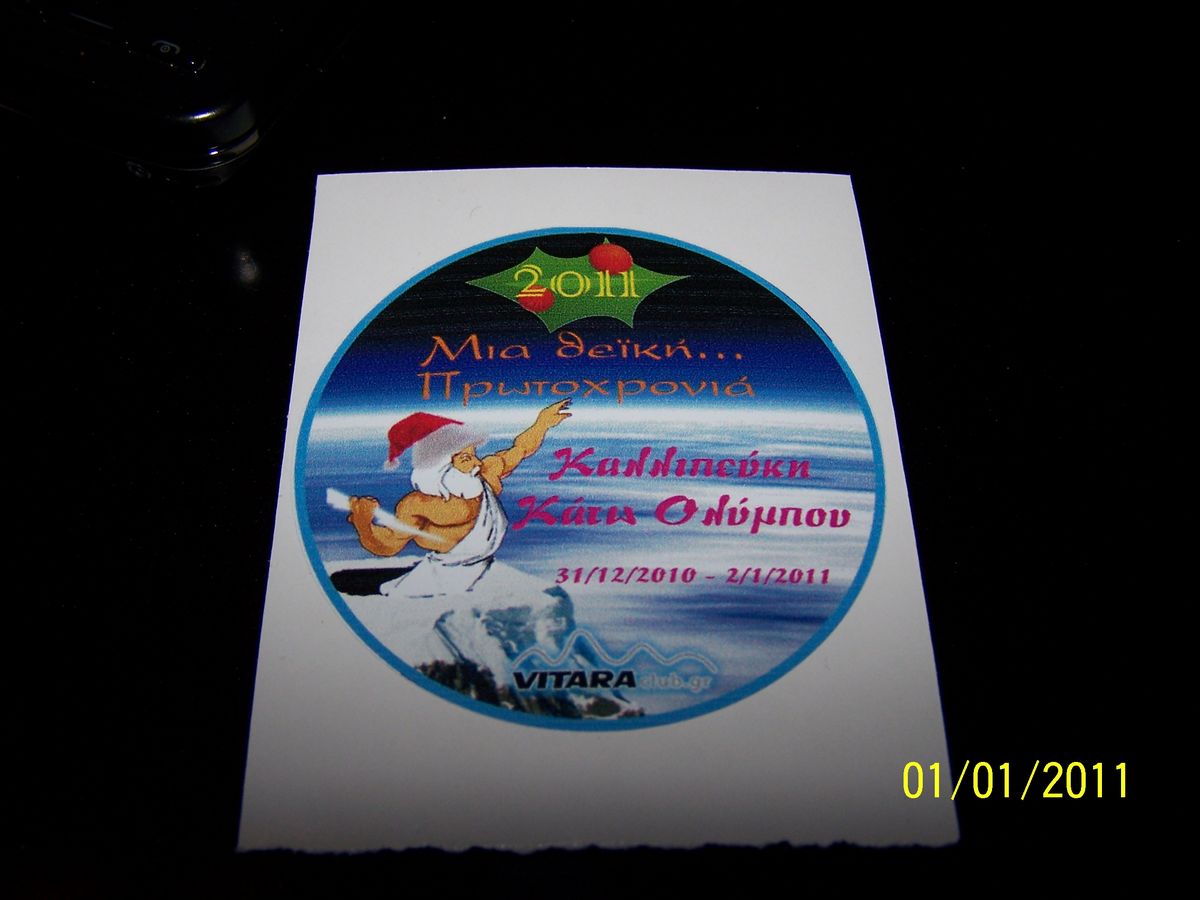 2011
Μια θεϊκή...
Πρωτοχρονιά
Καλλιπεύκη
Κάτω Ολύμπου
31/12/2010 - 2/1/2011
VITARAclub.gr
01/01/2011